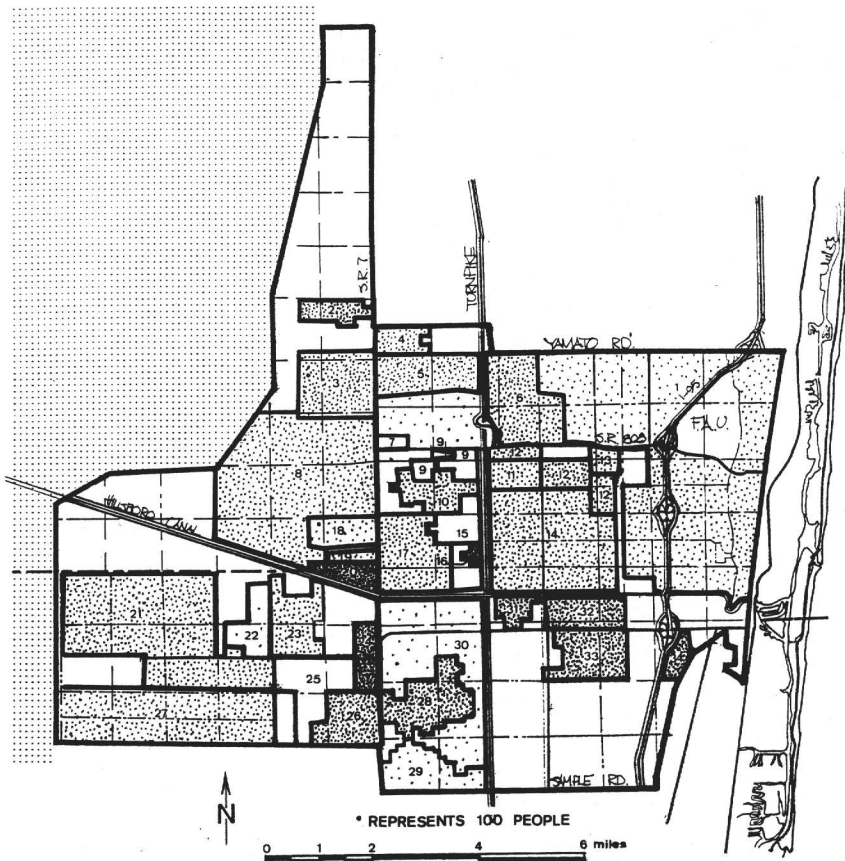 S.R. 7
TURNPIKE
2
4
YAMATO RD.
3
5
6
I 95
F.A.U.
7
9
S.R. 808
9
9
8
12
11
10
HILLSBORO CANAL
18
15
14
17
16
21
22
23
30
33
25
27
26
28
29
SAMPLE RD.
N
• REPRESENTS 100 PEOPLE
0 1 2 4 6 miles